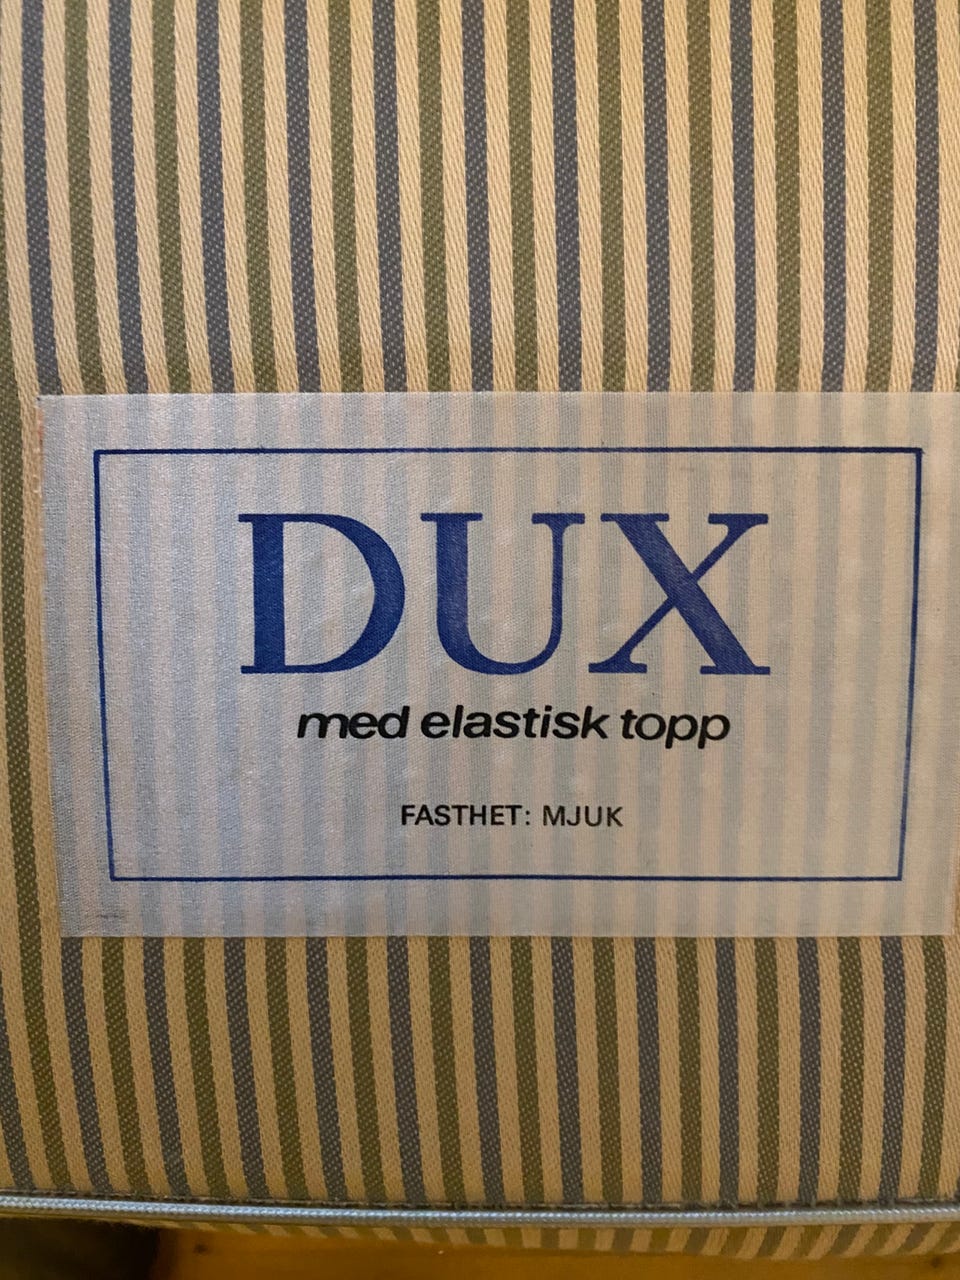 DUX
med elastisk topp
FASTHET: MJUK